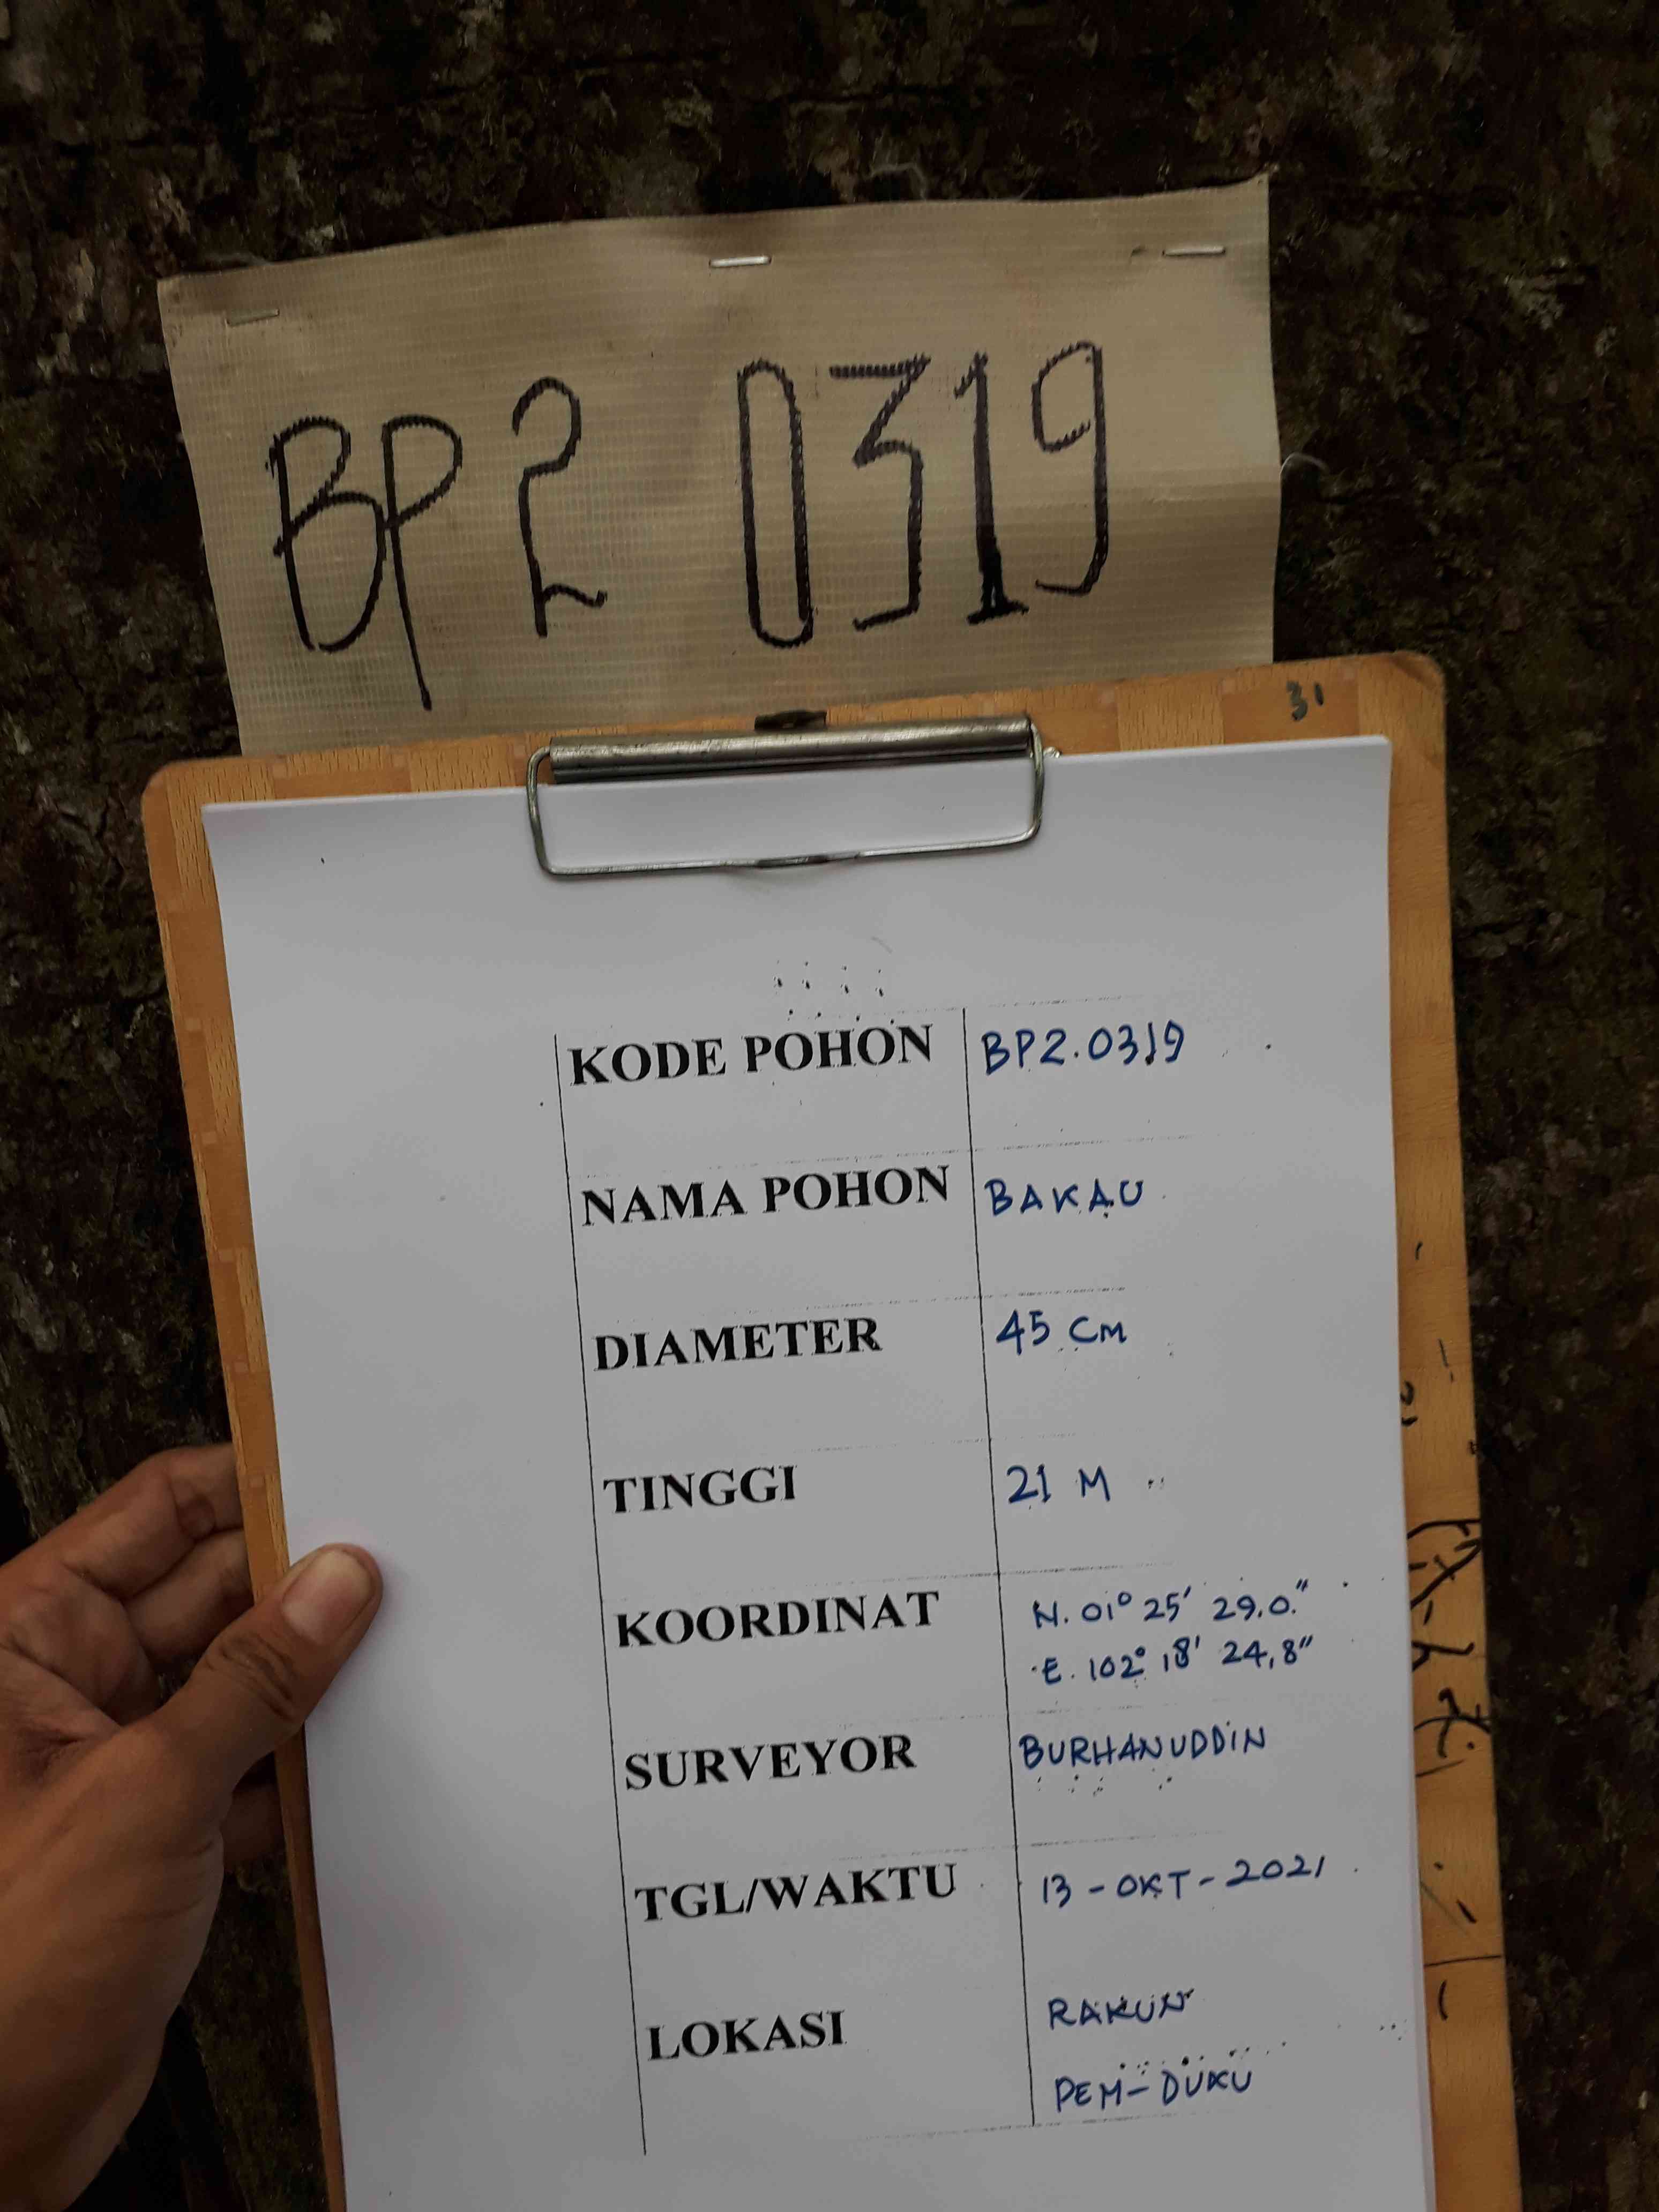 BP2 0319
31
KODE POHON BP2.0319
NAMA POHON BAKAU
DIAMETER 45 CM
TINGGI 21 M
KOORDINAT N. 01° 25' 29.0."
E. 102° 18' 24,8"
SURVEYOR BURHANUDDIN
TGL/WAKTU 13 - OKT - 2021
LOKASI RAKUN
PEM - DUKU